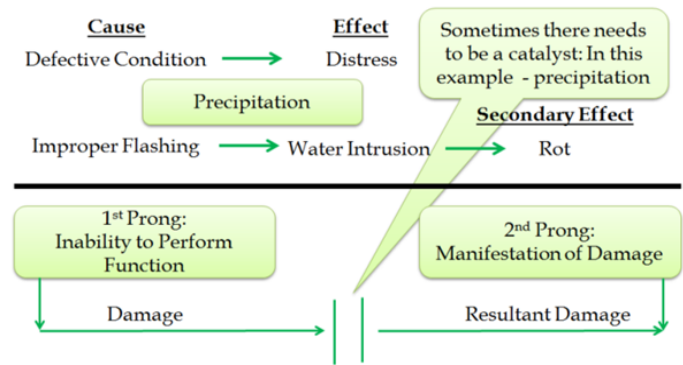 Cause
Effect
Sometimes there needs
to be a catalyst: In this
example - precipitation
Defective Condition
Distress
Precipitation
Secondary Effect
Improper Flashing
Water Intrusion
Rot
1st Prong:
Inability to Perform
Function
2nd Prong:
Manifestation of Damage
Damage
Resultant Damage